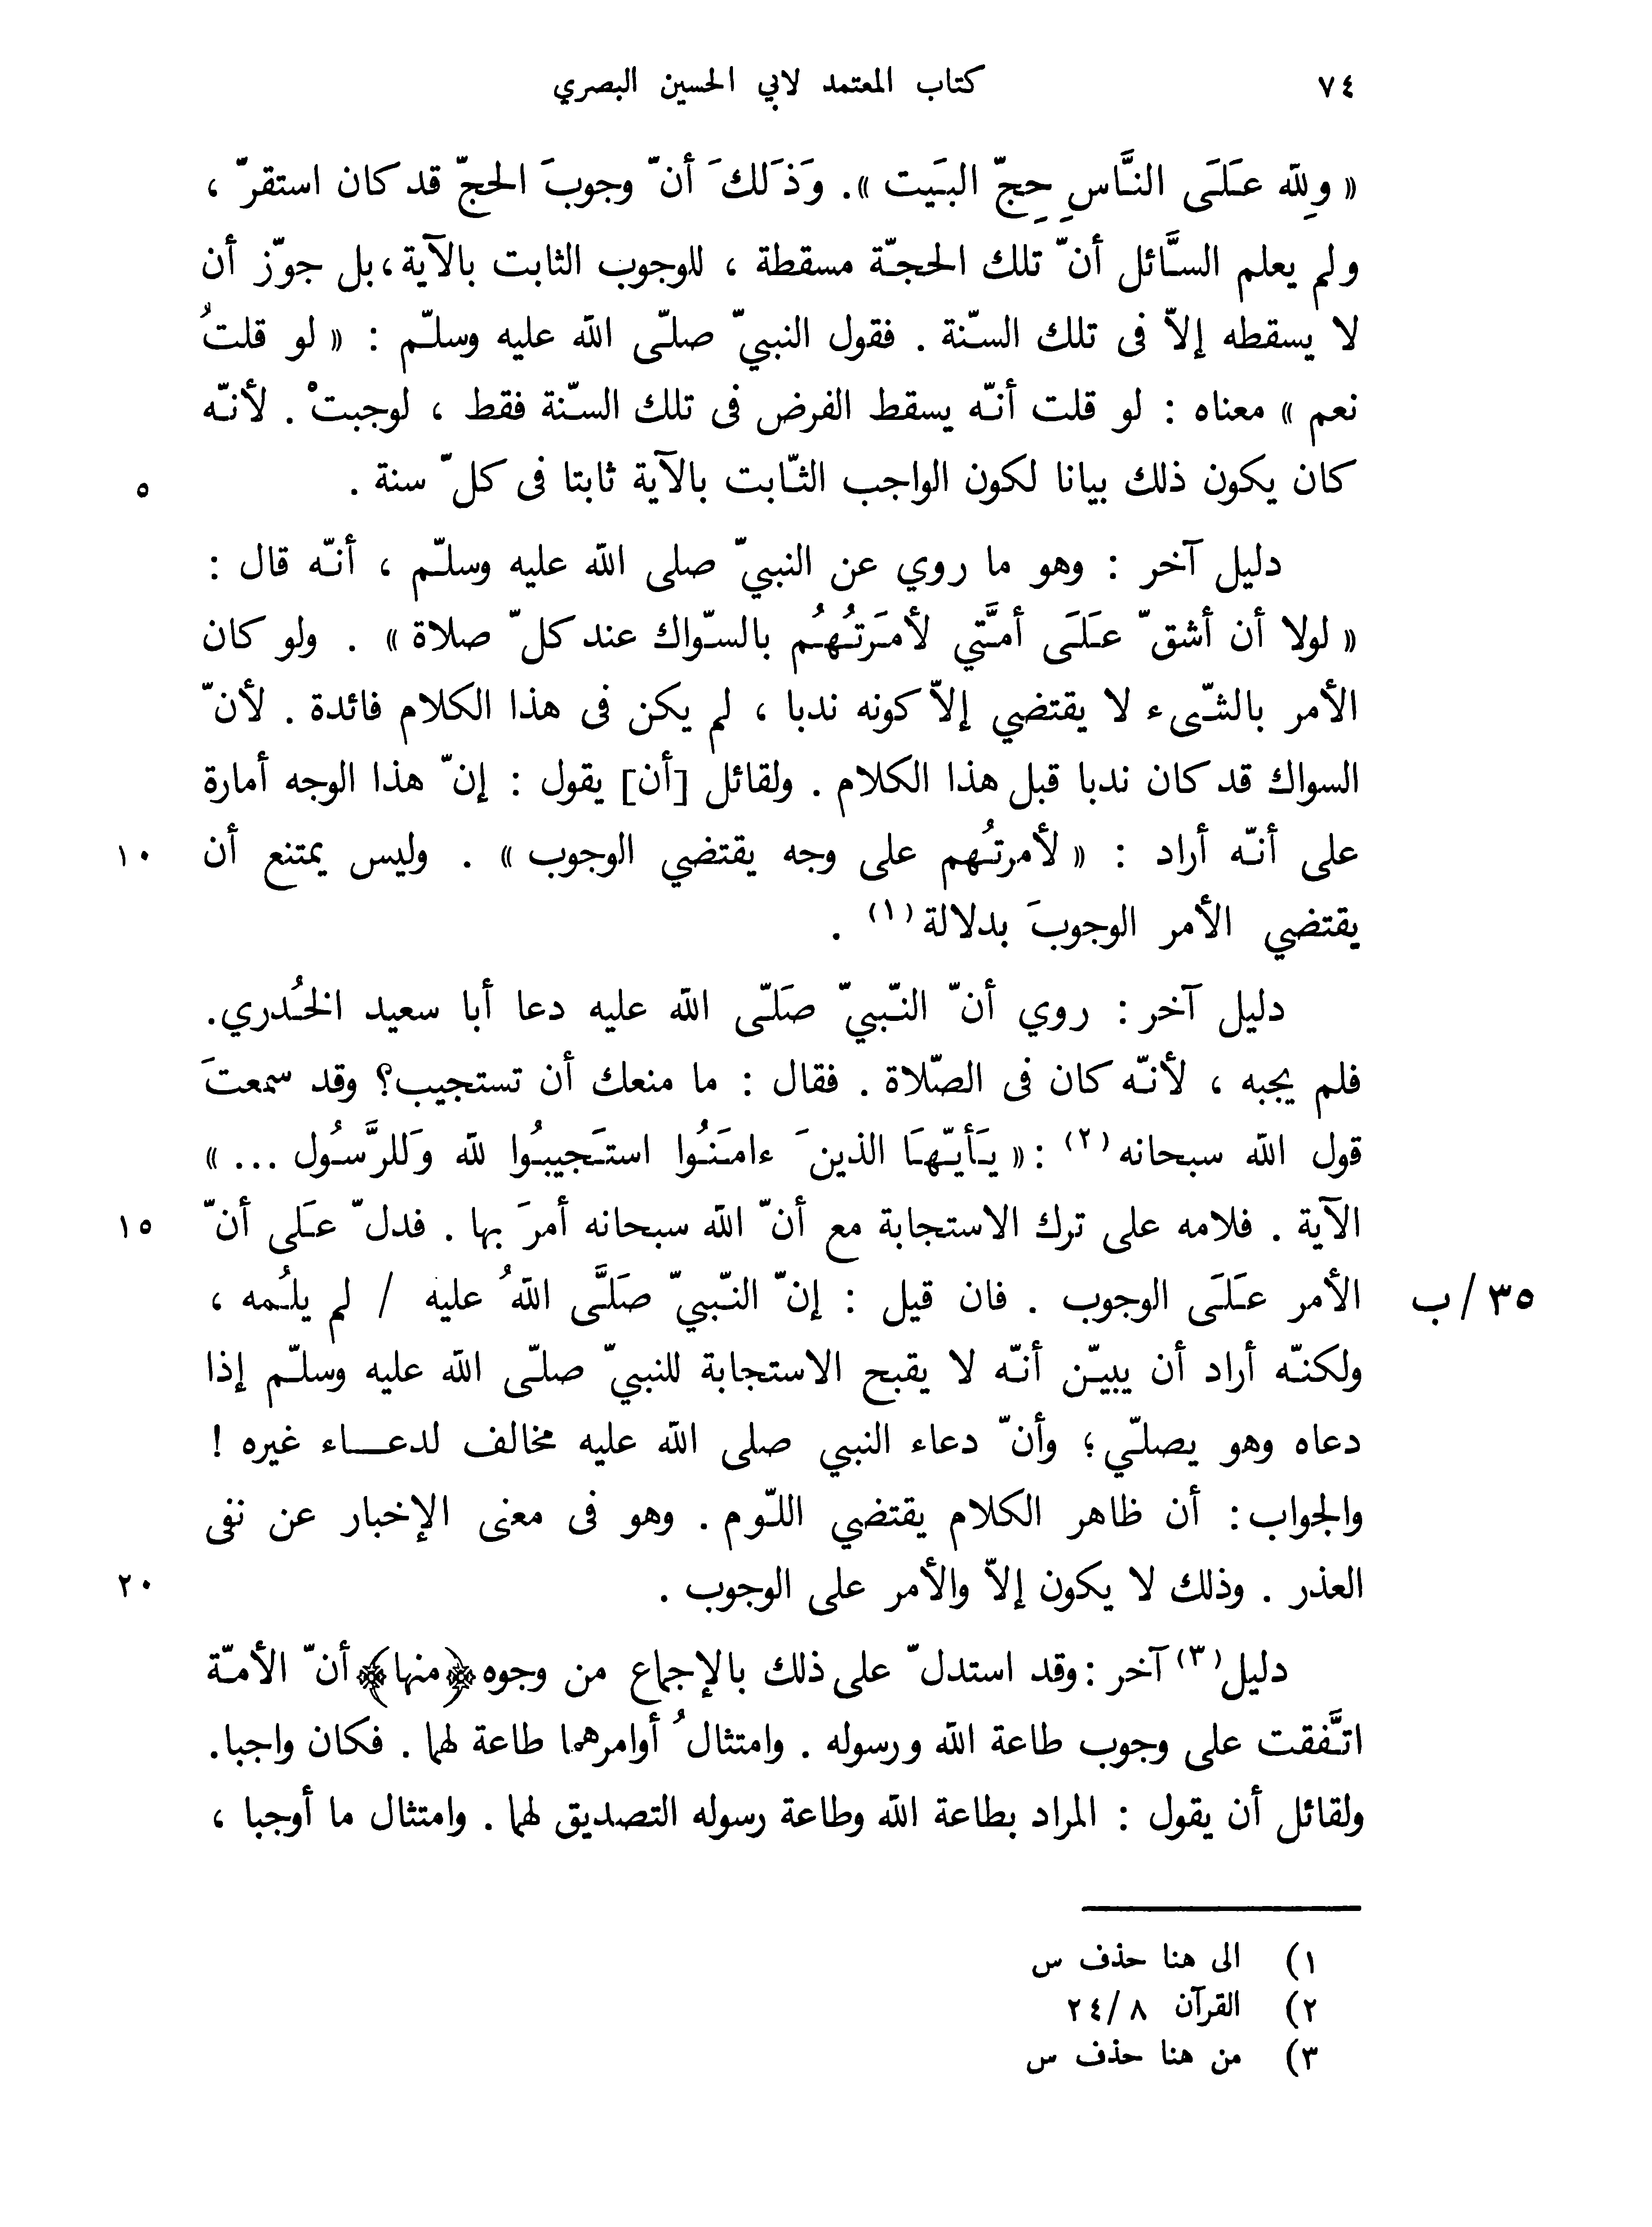 ٧٤ كتاب المعتمد لابي الحسين البصري
« ولِلّه عَلَى النَّاسِ حِجّ البَيت ». وَذَلكَ أنّ وجوبَ الحجّ قد كان استقرّ ،
ولم يعلم السَّائل أنّ تلك الحجّة مسقطة ، للوجوب الثابت بالآية، بل جوّز أن
لا يسقطه إلاّ فى تلك السّنة . فقول النبيّ صلّى الله عليه وسلّم : « لو قلتُ
نعم » معناه : لو قلت أنّه يسقط الفرض فى تلك السّنة فقط ، لوجبتْ . لأنّه
كان يكون ذلك بيانا لكون الواجب الثّابت بالآية ثابتا فى كلّ سنة . ٥
دليل آخر : وهو ما روي عن النبيّ صلى الله عليه وسلّم ، أنّه قال :
« لولا أن أشقّ عَلَى أمَّتي لأمَرتُهُم بالسّواك عند كلّ صلاة » . ولو كان
الأمر بالشّىء لا يقتضي إلاّ كونه ندبا ، لم يكن فى هذا الكلام فائدة . لأنّ
السواك قد كان ندبا قبل هذا الكلام . ولقائل [أن] يقول : إنّ هذا الوجه أمارة
على أنّه أراد : « لأمرتُهم على وجه يقتضي الوجوب » . وليس يمتنع أن ١٠
يقتضي الأمر الوجوبَ بدلالة (١) .
دليل آخر : روي أنّ النّبيّ صَلّى الله عليه دعا أبا سعيد الخُدري.
فلم يجبه ، لأنّه كان فى الصّلاة . فقال : ما منعك أن تستجيب؟ وقد سمعتَ
قول الله سبحانه (٢) : « يَأيّهَا الذينَ ءامَنُوا استَجيبُوا لله وَللرَّسُول ... »
الآية . فلامه على ترك الاستجابة مع أنّ الله سبحانه أمرَ بها . فدلّ عَلى أنّ ١٥
الأمر عَلَى الوجوب . فان قيل : إنّ النّبيّ صَلَّى اللهُ عليه / لم يلُمه ، ٣٥/ب
ولكنّه أراد أن يبيّن أنّه لا يقبح الاستجابة للنبيّ صلّى الله عليه وسلّم إذا
دعاه وهو يصلّي؛ وأنّ دعاء النبي صلى الله عليه مخالف لدعاء غيره !
والجواب : أن ظاهر الكلام يقتضي اللّوم . وهو فى معنى الإخبار عن نفى
العذر . وذلك لا يكون إلاّ والأمر على الوجوب . ٢٠
دليل (٣) آخر : وقد استدلّ على ذلك بالإجماع من وجوه ﴿منها﴾ أنّ الأمّة
اتَّفقت على وجوب طاعة الله ورسوله . وامتثالُ أوامرهما طاعة لهما . فكان واجبا.
ولقائل أن يقول : المراد بطاعة الله وطاعة رسوله التصديق لهما . وامتثال ما أوجبا ،
١) الى هنا حذف س
٢) القرآن ٢٤/٨
٣) من هنا حذف س